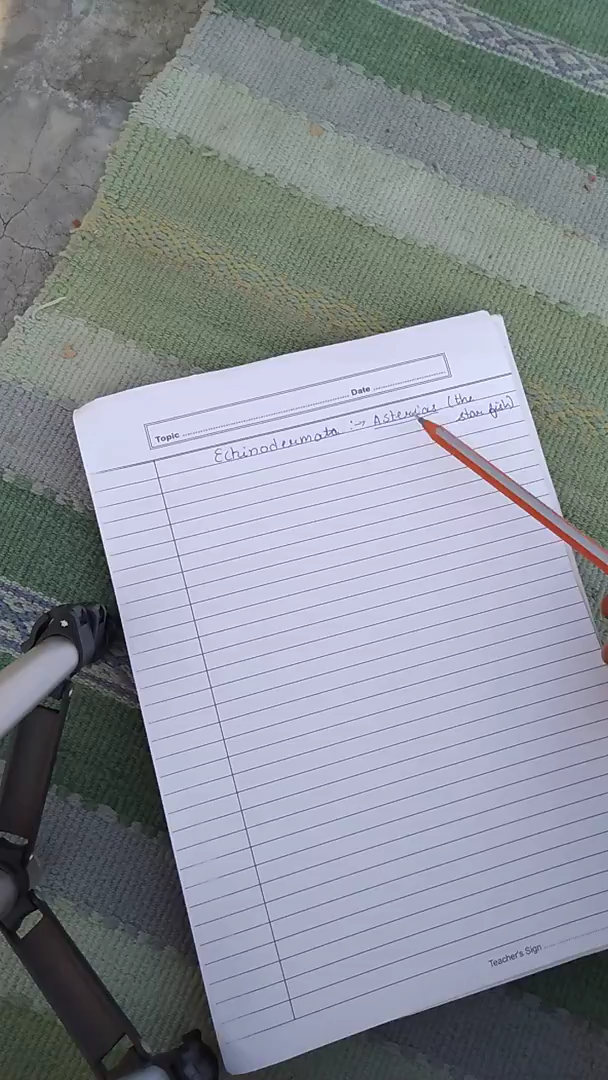 Topic
Date
Echinodermata :→ Asterias (the
star fish)
Teacher's Sign